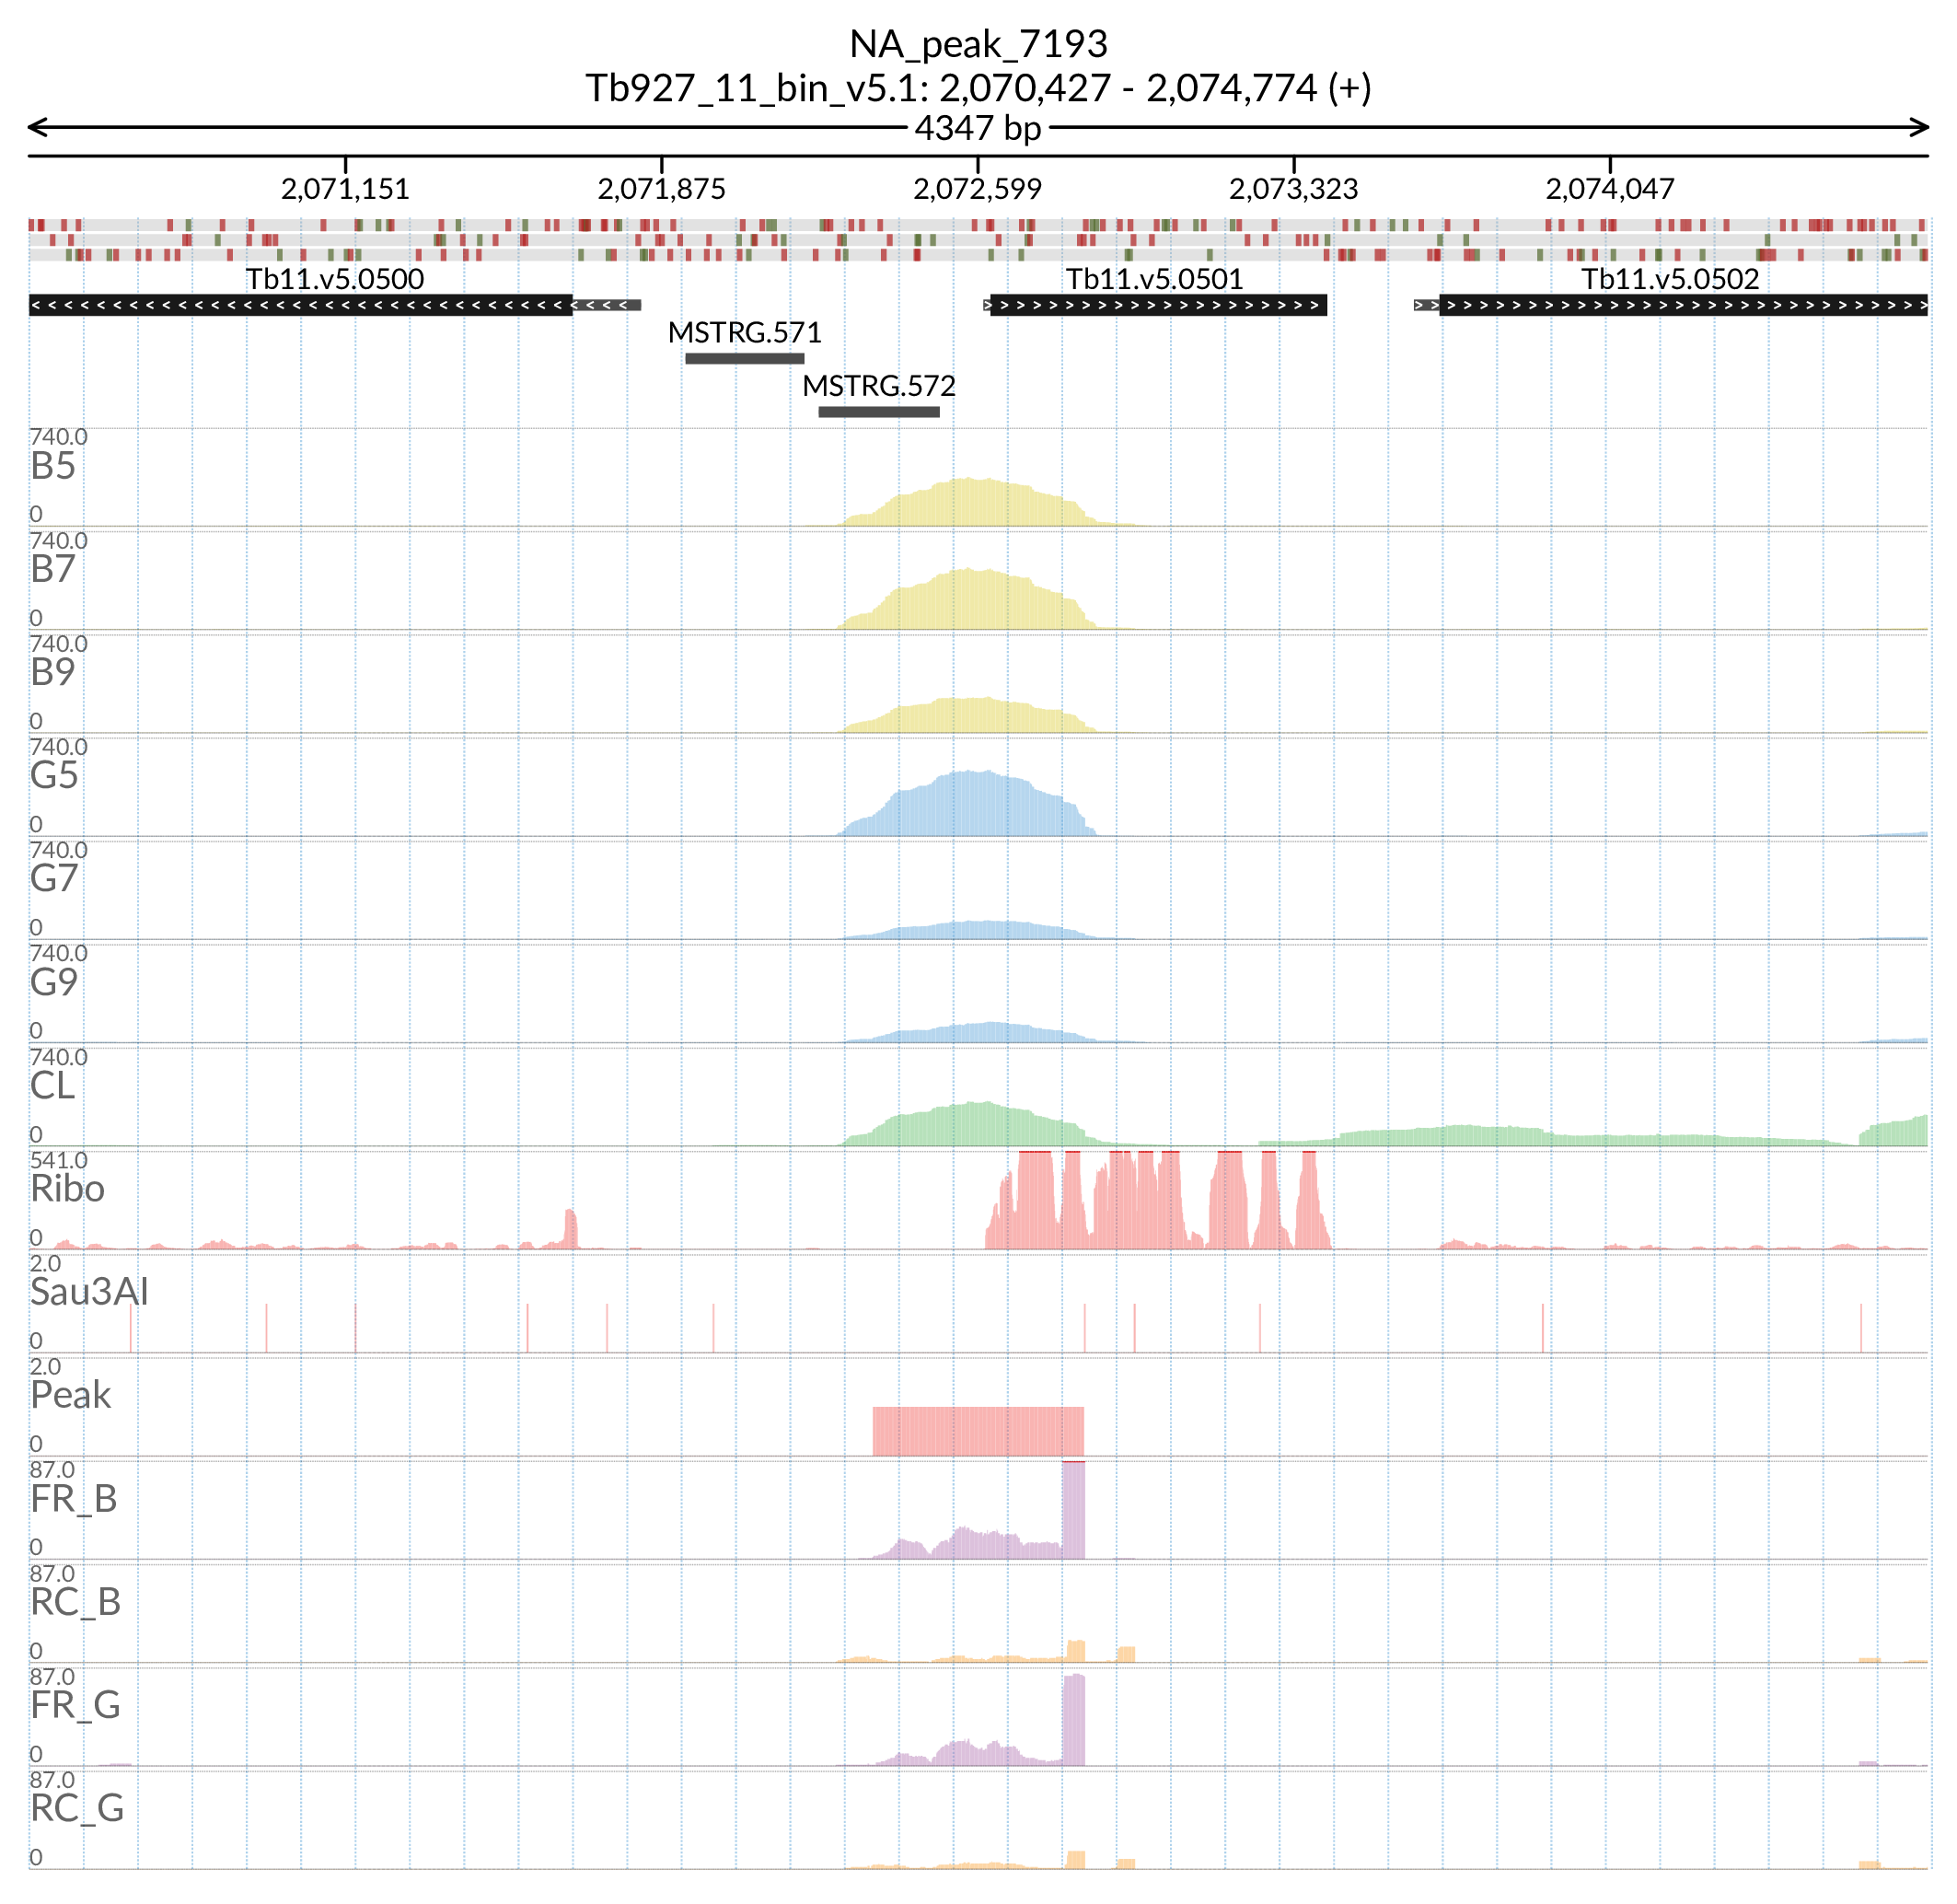 NA_peak_7193
Tb927_11_bin_v5.1: 2,070,427 - 2,074,774 (+)
4347 bp
2,071,151 2,071,875 2,072,599 2,073,323 2,074,047
Tb11.v5.0500 Tb11.v5.0501 Tb11.v5.0502
MSTRG.571
MSTRG.572
740.0
B5
0
740.0
B7
0
740.0
B9
0
740.0
G5
0
740.0
G7
0
740.0
G9
0
740.0
CL
0
541.0
Ribo
0
2.0
Sau3AI
0
2.0
Peak
0
87.0
FR_B
0
87.0
RC_B
0
87.0
FR_G
0
87.0
RC_G
0